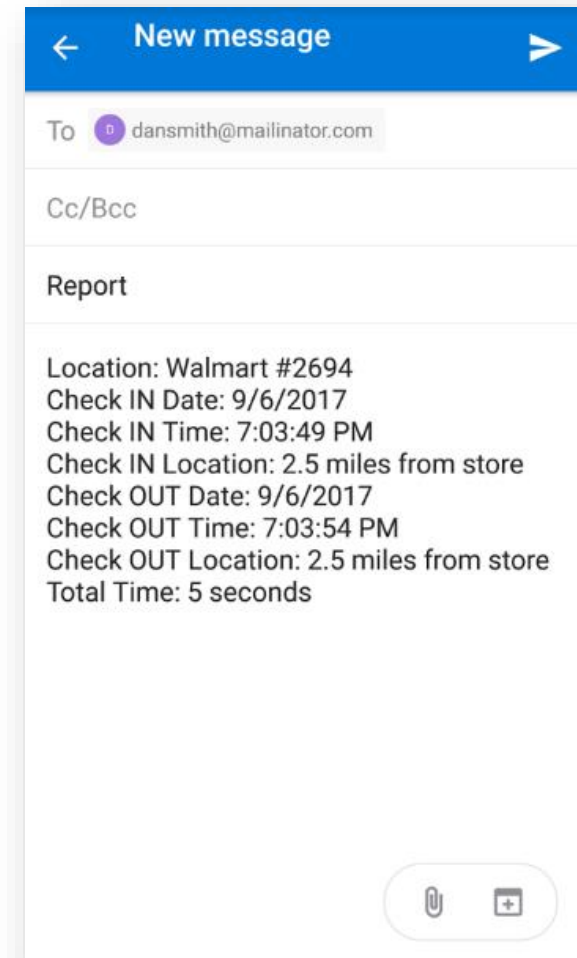 New message
To D dansmith@mailinator.com
Cc/Bcc
Report
Location: Walmart #2694
Check IN Date: 9/6/2017
Check IN Time: 7:03:49 PM
Check IN Location: 2.5 miles from store
Check OUT Date: 9/6/2017
Check OUT Time: 7:03:54 PM
Check OUT Location: 2.5 miles from store
Total Time: 5 seconds